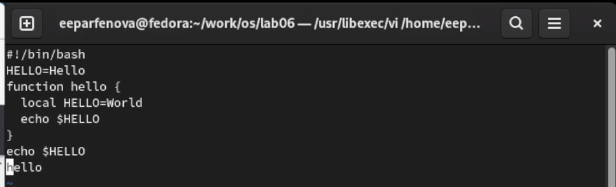 eeparfenova@fedora:~/work/os/lab06 — /usr/libexec/vi /home/eep...
#!/bin/bash
HELLO=Hello
function hello {
  local HELLO=World
  echo $HELLO
}
echo $HELLO
hello
~